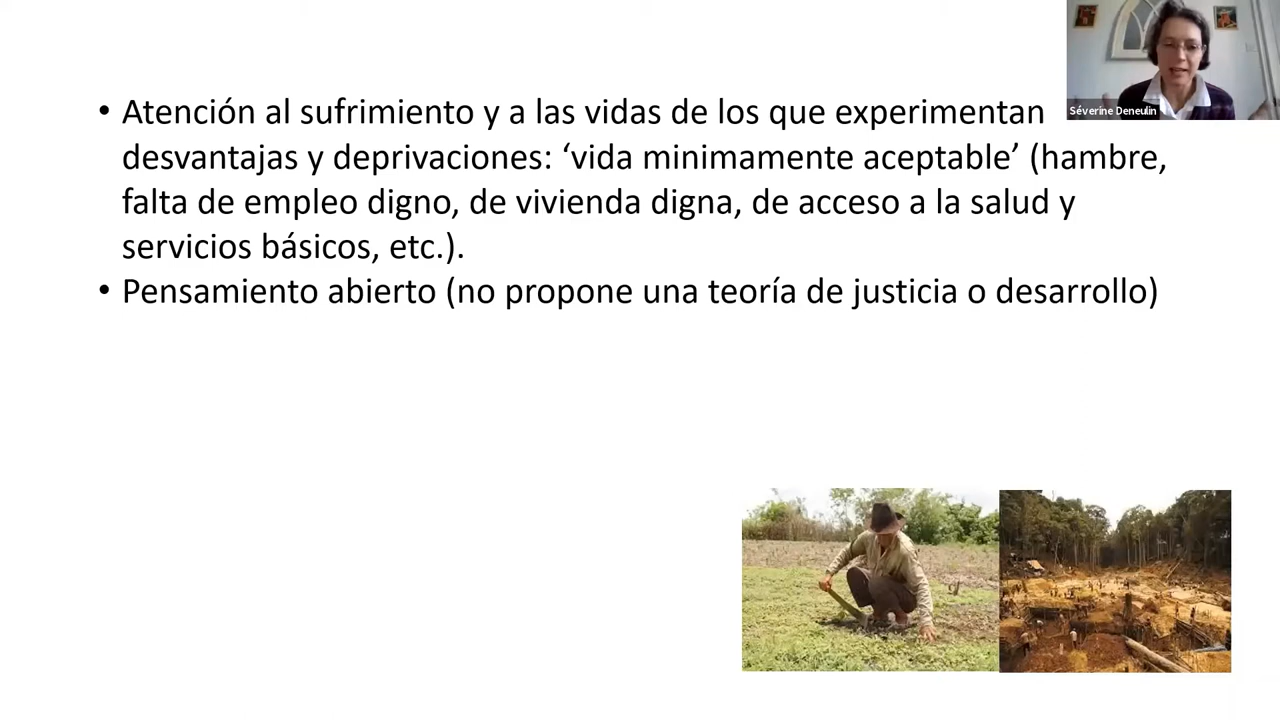 • Atención al sufrimiento y a las vidas de los que experimentan
desvantajas y deprivaciones: ‘vida minimamente aceptable’ (hambre,
falta de empleo digno, de vivienda digna, de acceso a la salud y
servicios básicos, etc.).
• Pensamiento abierto (no propone una teoría de justicia o desarrollo)
Séverine Deneulin